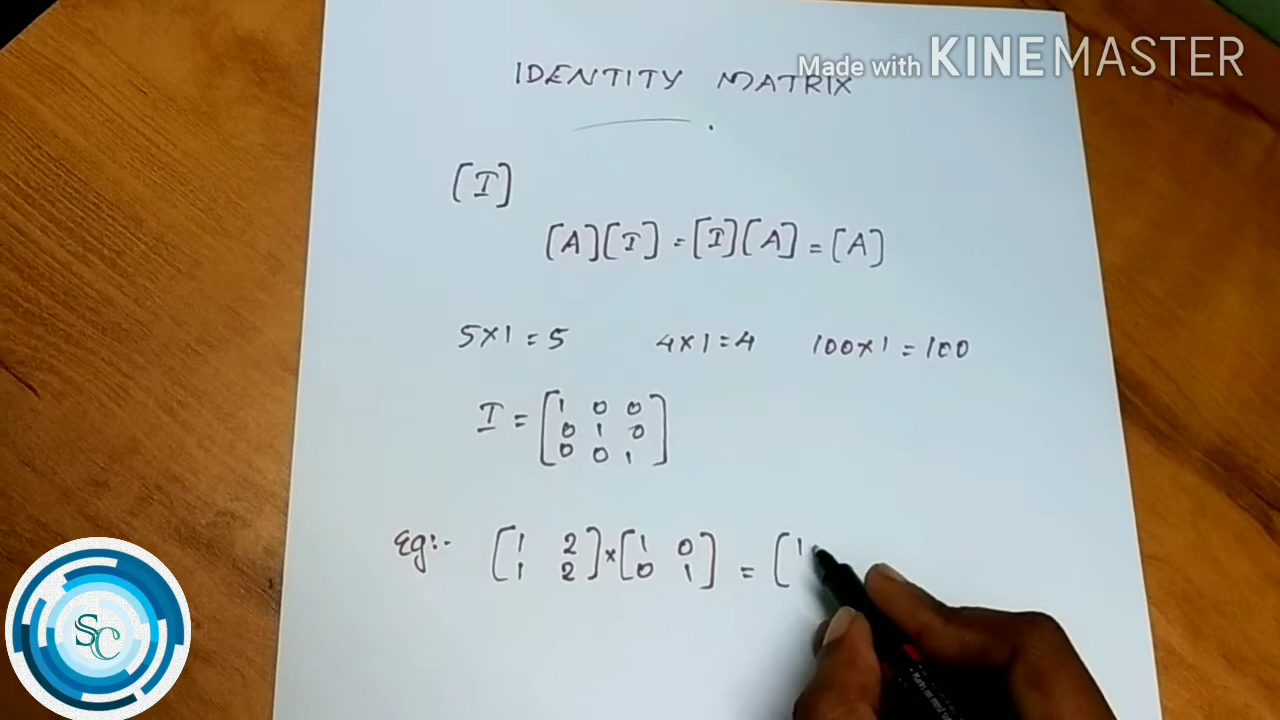 Made with KINEMASTER
IDENTITY MATRIX
[I]
[A][I] = [I][A] = [A]
5×1 = 5 4×1 = 4 100×1 = 100
I = [1 0 0
0 1 0
0 0 1]
Eg:- [1 2 ] × [1 0 ] = [1
1 2 0 1
SC